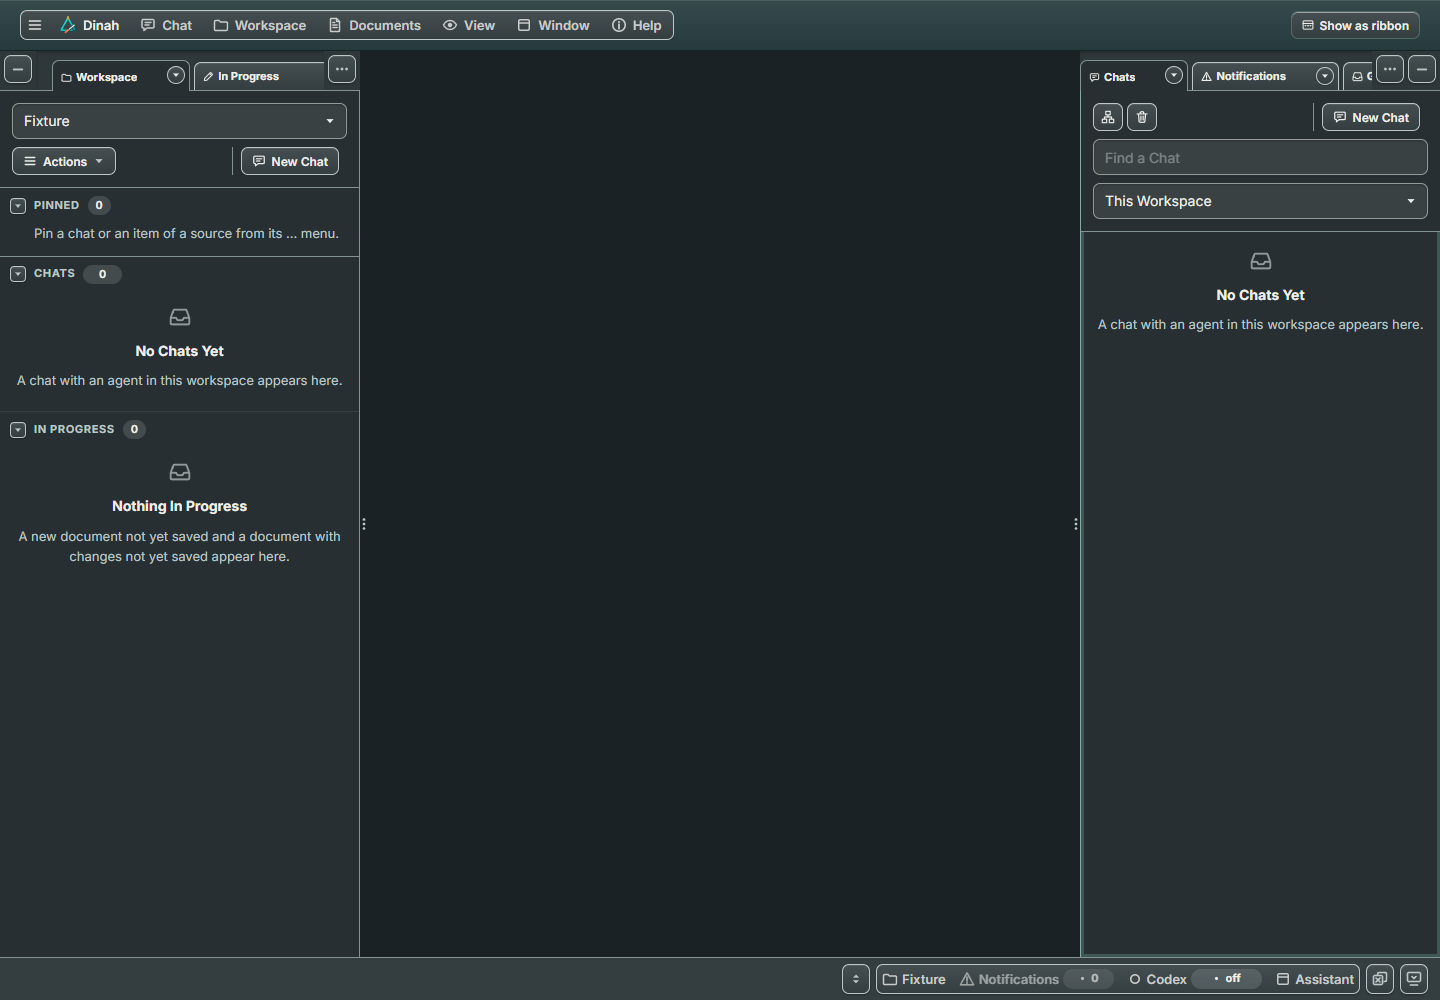 Dinah Chat Workspace Documents View Window Help Show as ribbon
Workspace In Progress
Fixture
Actions New Chat
PINNED 0
Pin a chat or an item of a source from its ... menu.
CHATS 0
No Chats Yet
A chat with an agent in this workspace appears here.
IN PROGRESS 0
Nothing In Progress
A new document not yet saved and a document with
changes not yet saved appear here.
Chats Notifications
New Chat
Find a Chat
This Workspace
No Chats Yet
A chat with an agent in this workspace appears here.
Fixture Notifications · 0 Codex · off Assistant